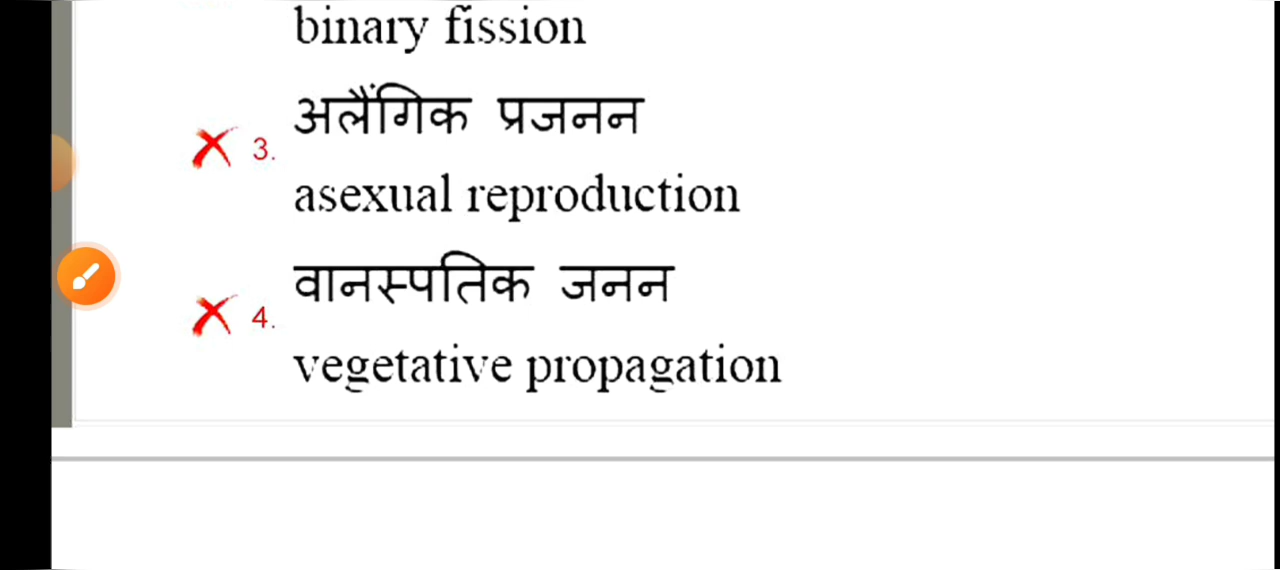 binary fission
अलैंगिक प्रजनन
3.
asexual reproduction
वानस्पतिक जनन
4.
vegetative propagation